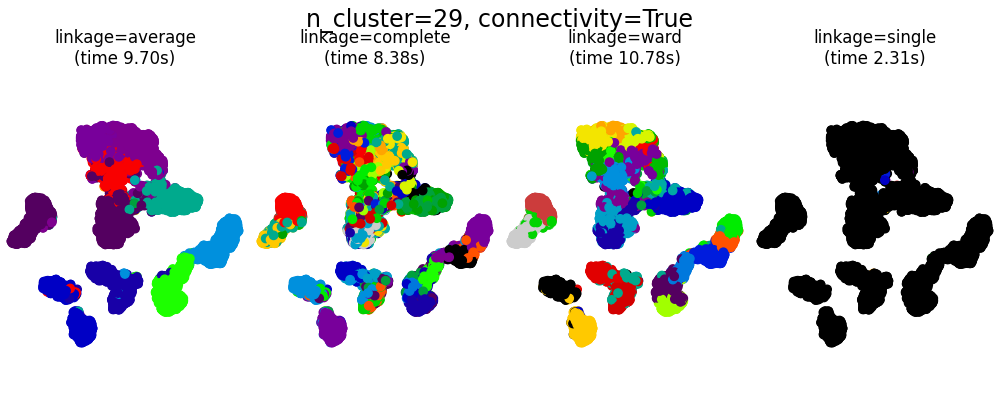 n_cluster=29, connectivity=True
linkage=average
(time 9.70s)
linkage=complete
(time 8.38s)
linkage=ward
(time 10.78s)
linkage=single
(time 2.31s)